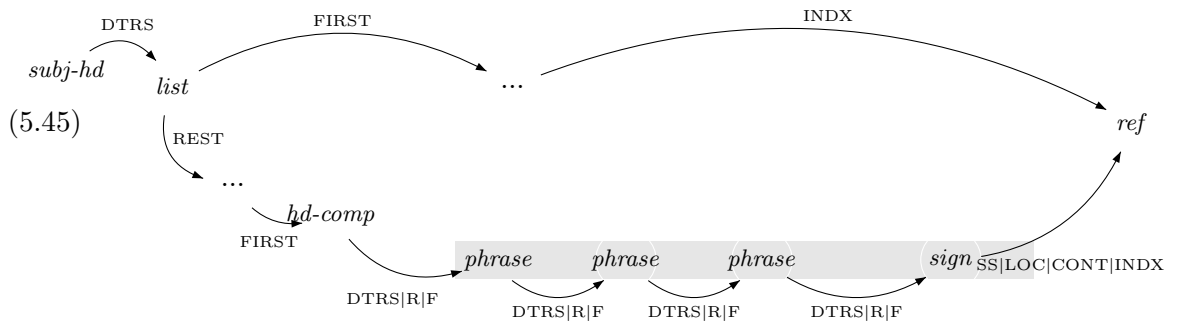 DTRS FIRST INDX
subj-hd
list ...
(5.45) ref
REST
...
hd-comp
FIRST
phrase phrase phrase sign SS|LOC|CONT|INDX
DTRS|R|F
DTRS|R|F DTRS|R|F DTRS|R|F